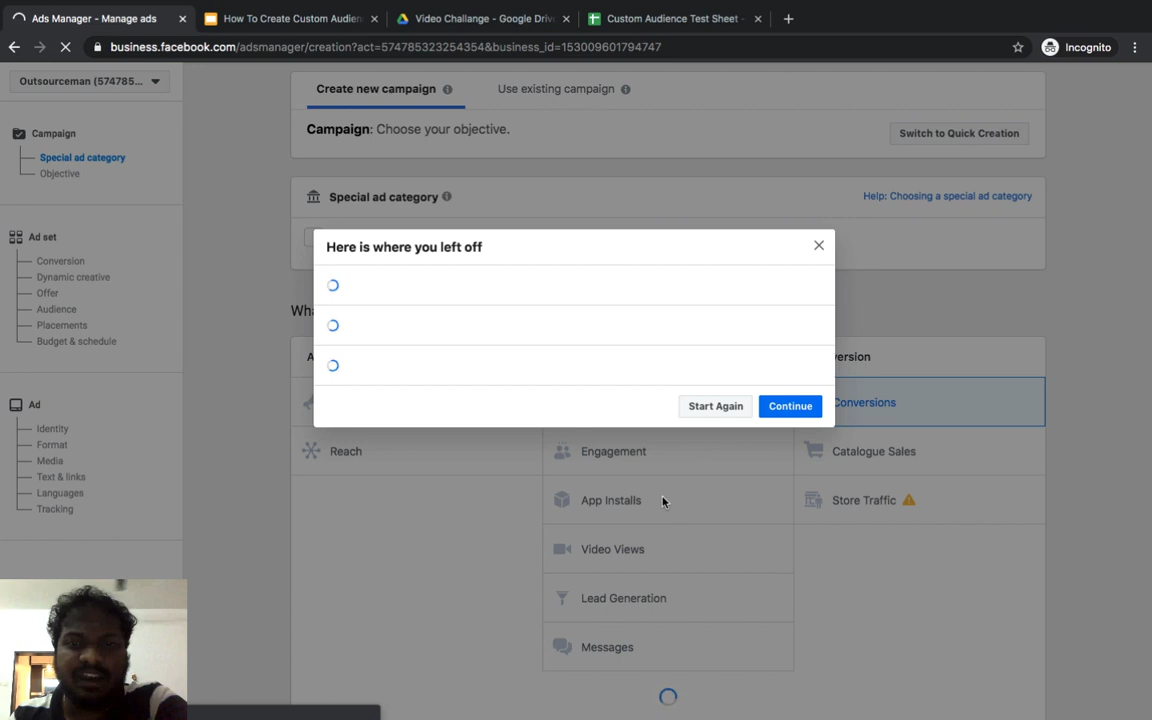 Ads Manager - Manage ads
How To Create Custom Audien
Video Challange - Google Driv
Custom Audience Test Sheet -
business.facebook.com/adsmanager/creation?act=574785323254354&business_id=153009601794747
Incognito
Outsourceman (574785...
Create new campaign
Use existing campaign
Campaign: Choose your objective.
Switch to Quick Creation
Campaign
Special ad category
Objective
Special ad category
Help: Choosing a special ad category
Ad set
Conversion
Dynamic creative
Offer
Audience
Placements
Budget & schedule
Here is where you left off
Start Again
Continue
Wha
A
version
Conversions
Reach
Engagement
Catalogue Sales
App Installs
Store Traffic
Video Views
Lead Generation
Messages
Ad
Identity
Format
Media
Text & links
Languages
Tracking